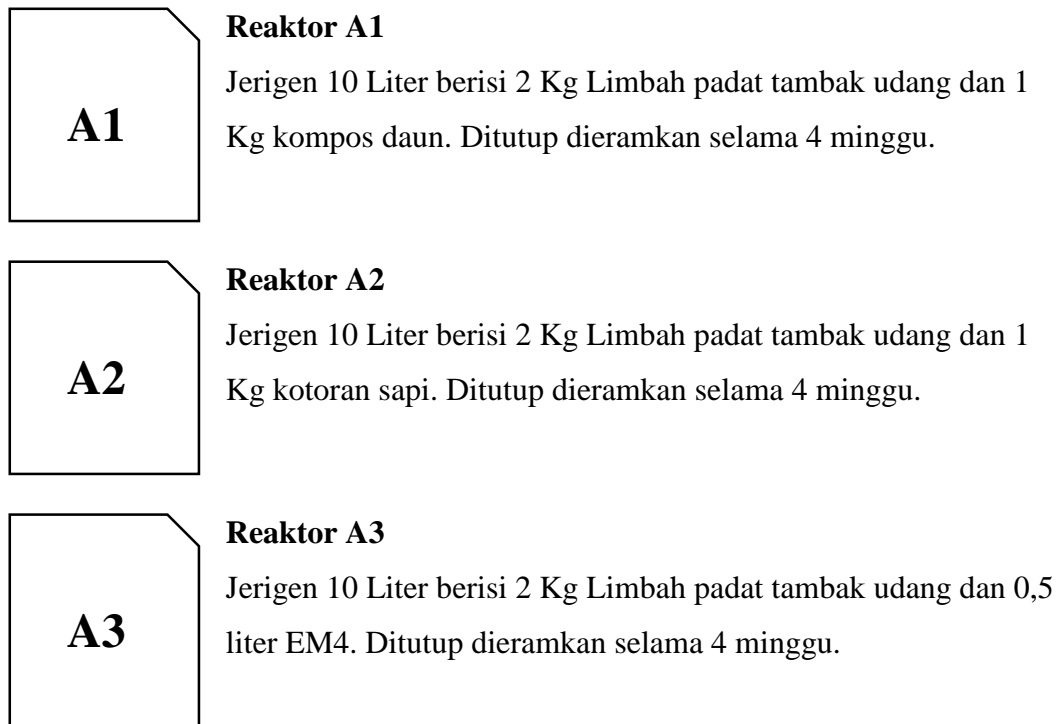 Reaktor A1
A1
Jerigen 10 Liter berisi 2 Kg Limbah padat tambak udang dan 1
Kg kompos daun. Ditutup dieramkan selama 4 minggu.
Reaktor A2
A2
Jerigen 10 Liter berisi 2 Kg Limbah padat tambak udang dan 1
Kg kotoran sapi. Ditutup dieramkan selama 4 minggu.
Reaktor A3
A3
Jerigen 10 Liter berisi 2 Kg Limbah padat tambak udang dan 0,5
liter EM4. Ditutup dieramkan selama 4 minggu.